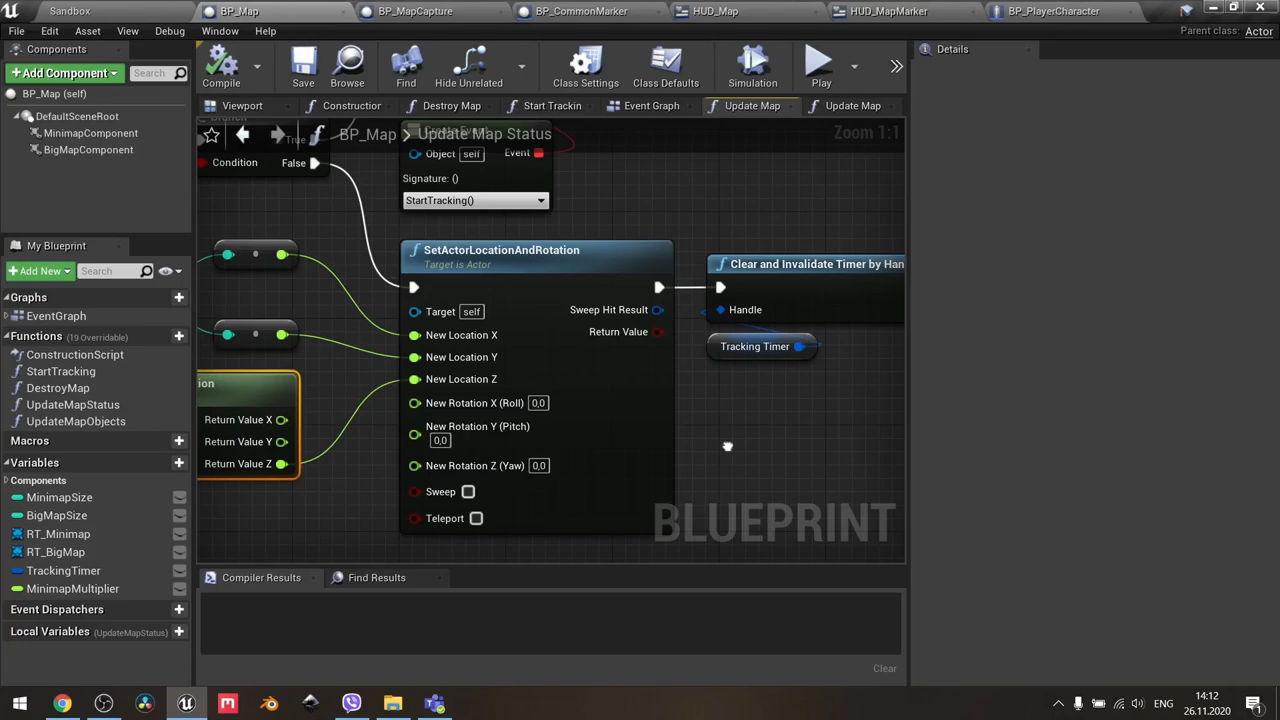 Sandbox
BP_Map
BP_MapCapture
BP_CommonMarker
HUD_Map
HUD_MapMarker
BP_PlayerCharacter
File Edit Asset View Debug Window Help
Parent class: Actor
Components
+Add Component
Search
BP_Map (self)
DefaultSceneRoot
MinimapComponent
BigMapComponent
My Blueprint
+Add New
Search
Graphs
EventGraph
Functions (19 Overridable)
ConstructionScript
StartTracking
DestroyMap
UpdateMapStatus
UpdateMapObjects
Macros
Variables
Components
MinimapSize
BigMapSize
RT_Minimap
RT_BigMap
TrackingTimer
MinimapMultiplier
Event Dispatchers
Local Variables (UpdateMapStatus)
Compile
Save
Browse
Find
Hide Unrelated
Class Settings
Class Defaults
Simulation
Play
Viewport
Constructior
Destroy Map
Start Trackin
Event Graph
Update Map
Update Map
BP_Map > Update Map Status
Zoom 1:1
True
Condition
False
Object self
Event
Signature: ()
StartTracking()
SetActorLocationAndRotation
Target is Actor
Target self
Sweep Hit Result
New Location X
Return Value
New Location Y
New Location Z
New Rotation X (Roll) 0,0
New Rotation Y (Pitch)
0,0
New Rotation Z (Yaw) 0,0
Sweep
Teleport
tion
Return Value X
Return Value Y
Return Value Z
Clear and Invalidate Timer by Han
Handle
Tracking Timer
BLUEPRINT
Compiler Results
Find Results
Clear
Details
ENG
14:12
26.11.2020